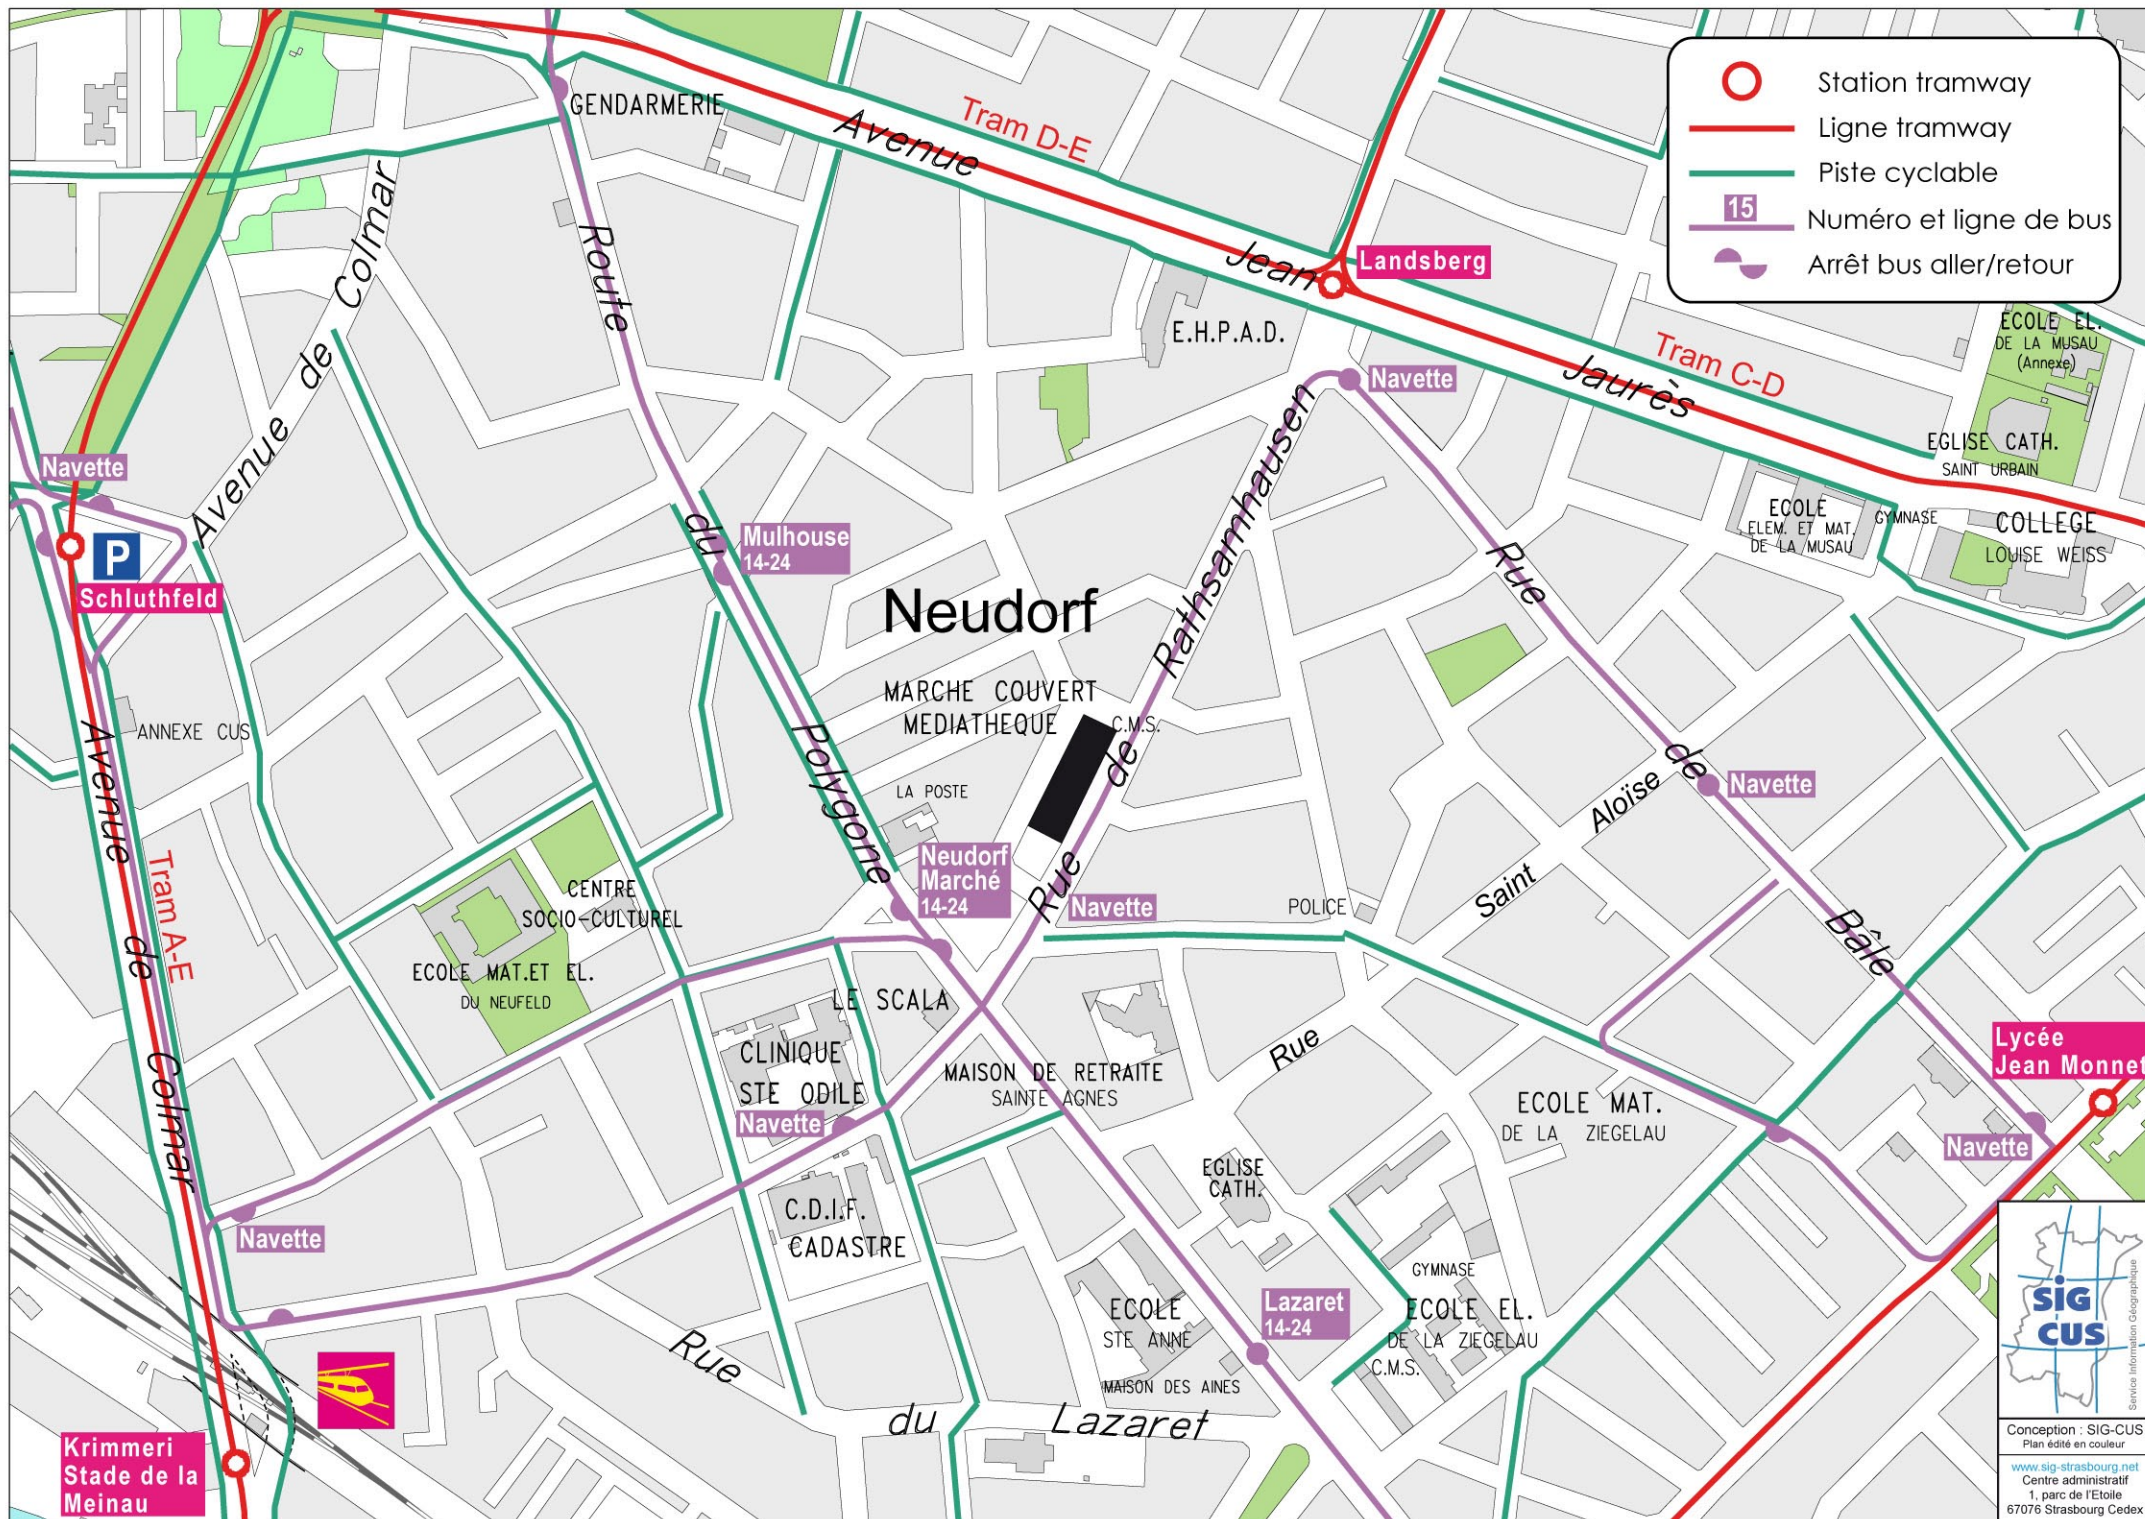 Station tramway
Ligne tramway
Piste cyclable
15
Numéro et ligne de bus
Arrêt bus aller/retour
GENDARMERIE
Tram D-E
Avenue
Jean
Jaurès
Landsberg
Tram C-D
E.H.P.A.D.
Navette
ECOLE EL.
DE LA MUSAU
(Annexe)
EGLISE CATH.
SAINT URBAIN
ECOLE
ELEM. ET MAT.
DE LA MUSAU
GYMNASE
COLLEGE
LOUISE WEISS
Avenue de Colmar
Route
du
Polygone
Navette
P
Schluthfeld
Mulhouse
14-24
Neudorf
Rue de Rathsamhausen
Rue
de
Bâle
MARCHE COUVERT
MEDIATHEQUE
C.M.S.
ANNEXE CUS
LA POSTE
Navette
Aloïse
Saint
Rue
Avenue
de
Colmar
Tram A-E
Neudorf
Marché
14-24
Navette
POLICE
CENTRE
SOCIO-CULTUREL
ECOLE MAT.ET EL.
DU NEUFELD
LE SCALA
CLINIQUE
STE ODILE
Navette
MAISON DE RETRAITE
SAINTE AGNES
Lycée
Jean Monnet
Navette
ECOLE MAT.
DE LA ZIEGELAU
EGLISE
CATH.
C.D.I.F.
CADASTRE
Navette
GYMNASE
ECOLE EL.
DE LA ZIEGELAU
C.M.S.
Lazaret
14-24
ECOLE
STE ANNE
MAISON DES AINES
Rue
du
Lazaret
Krimmeri
Stade de la
Meinau
SIG
CUS
Service Information Géographique
Conception : SIG-CUS
Plan édité en couleur
www.sig-strasbourg.net
Centre administratif
1, parc de l'Etoile
67076 Strasbourg Cedex